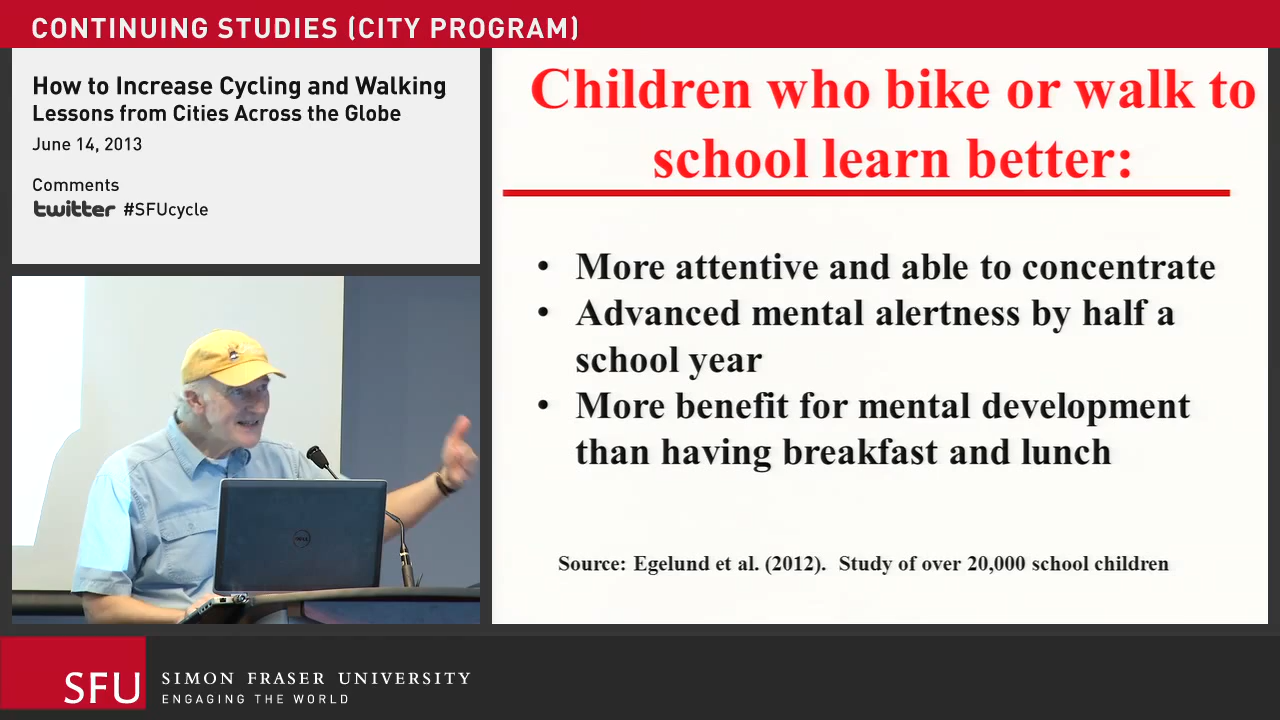 CONTINUING STUDIES (CITY PROGRAM)
How to Increase Cycling and Walking
Lessons from Cities Across the Globe
June 14, 2013
Comments
twitter #SFUcycle
Children who bike or walk to
school learn better:
• More attentive and able to concentrate
• Advanced mental alertness by half a
school year
• More benefit for mental development
than having breakfast and lunch
Source: Egelund et al. (2012). Study of over 20,000 school children
DELL
SFU
SIMON FRASER UNIVERSITY
ENGAGING THE WORLD